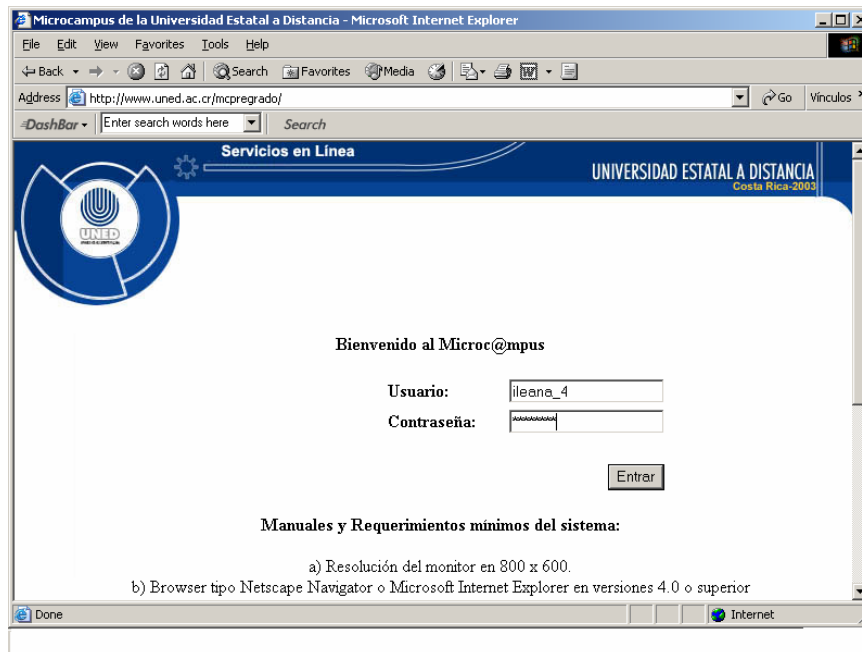 Microcampus de la Universidad Estatal a Distancia - Microsoft Internet Explorer
File Edit View Favorites Tools Help
Back Search Favorites Media
Address http://www.uned.ac.cr/mcpregrado/ Go Vínculos »
DashBar Enter search words here Search
Servicios en Línea
UNIVERSIDAD ESTATAL A DISTANCIA
Costa Rica-2003
UNED
Bienvenido al Microc@mpus
Usuario: ileana_4
Contraseña: ********
Entrar
Manuales y Requerimientos mínimos del sistema:
a) Resolución del monitor en 800 x 600.
b) Browser tipo Netscape Navigator o Microsoft Internet Explorer en versiones 4.0 o superior
Done Internet